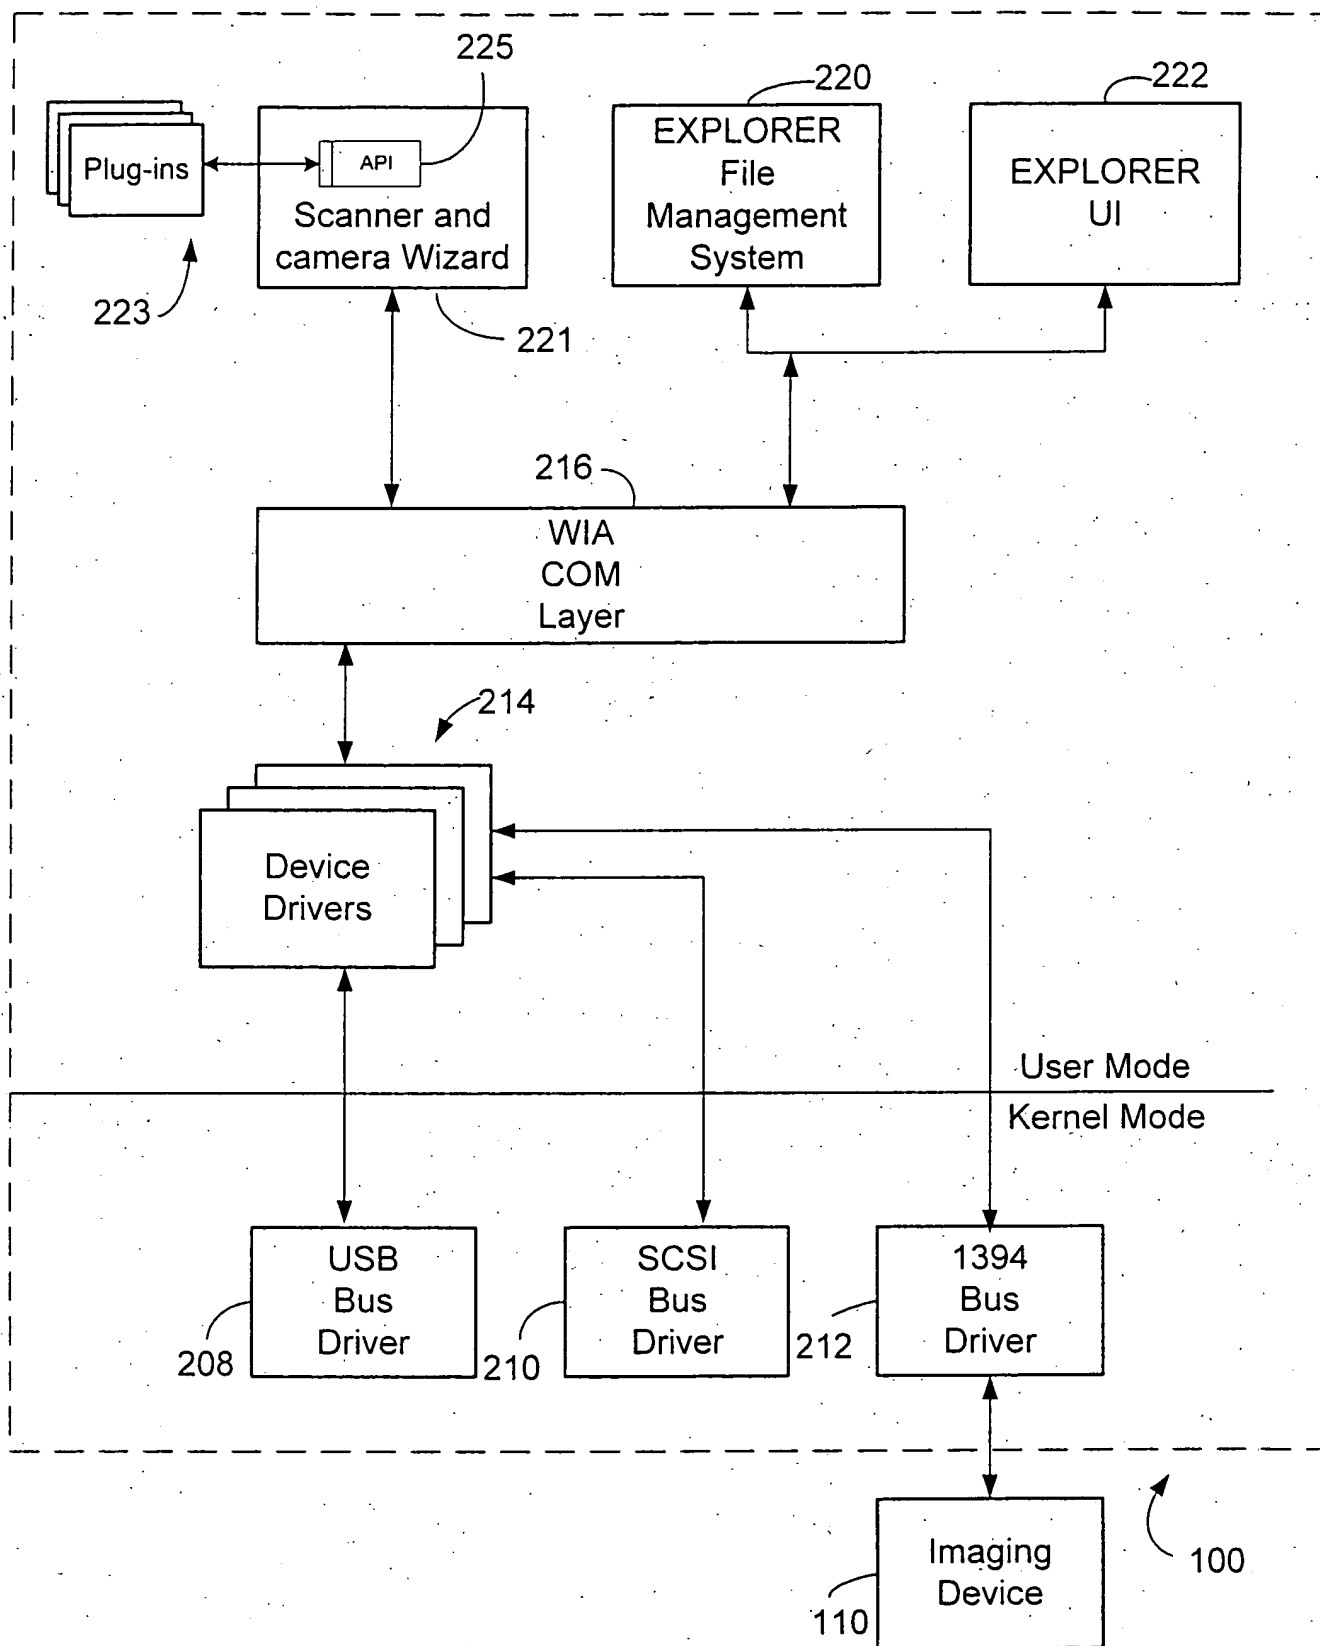 225
220
222
Plug-ins
API
Scanner and
camera Wizard
EXPLORER
File
Management
System
EXPLORER
UI
223
221
216
WIA
COM
Layer
214
Device
Drivers
User Mode
Kernel Mode
USB
Bus
Driver
SCSI
Bus
Driver
1394
Bus
Driver
208
210
212
Imaging
Device
100
110